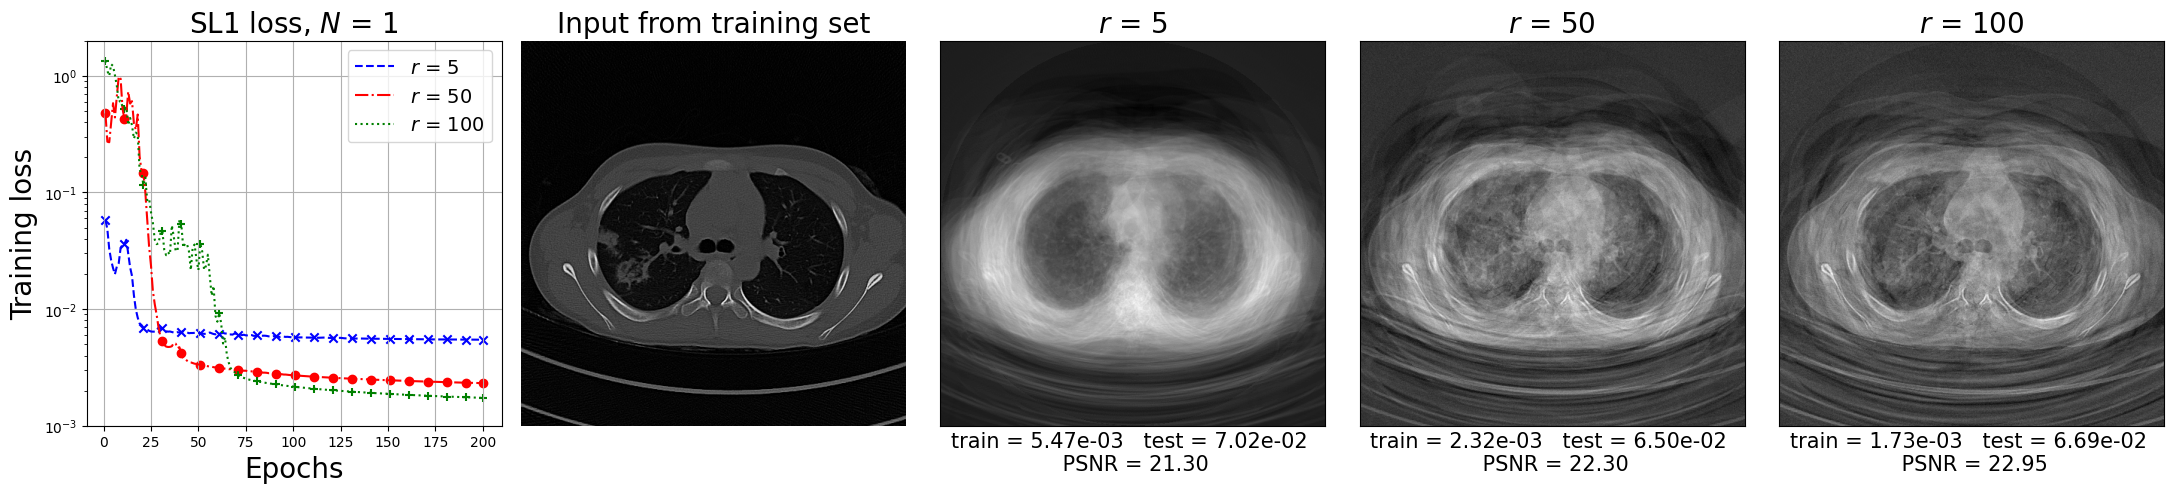 SL1 loss, N = 1
Training loss
10⁰
10⁻¹
10⁻²
10⁻³
r = 5
r = 50
r = 100
0 25 50 75 100 125 150 175 200
Epochs
Input from training set
r = 5
train = 5.47e-03 test = 7.02e-02
PSNR = 21.30
r = 50
train = 2.32e-03 test = 6.50e-02
PSNR = 22.30
r = 100
train = 1.73e-03 test = 6.69e-02
PSNR = 22.95